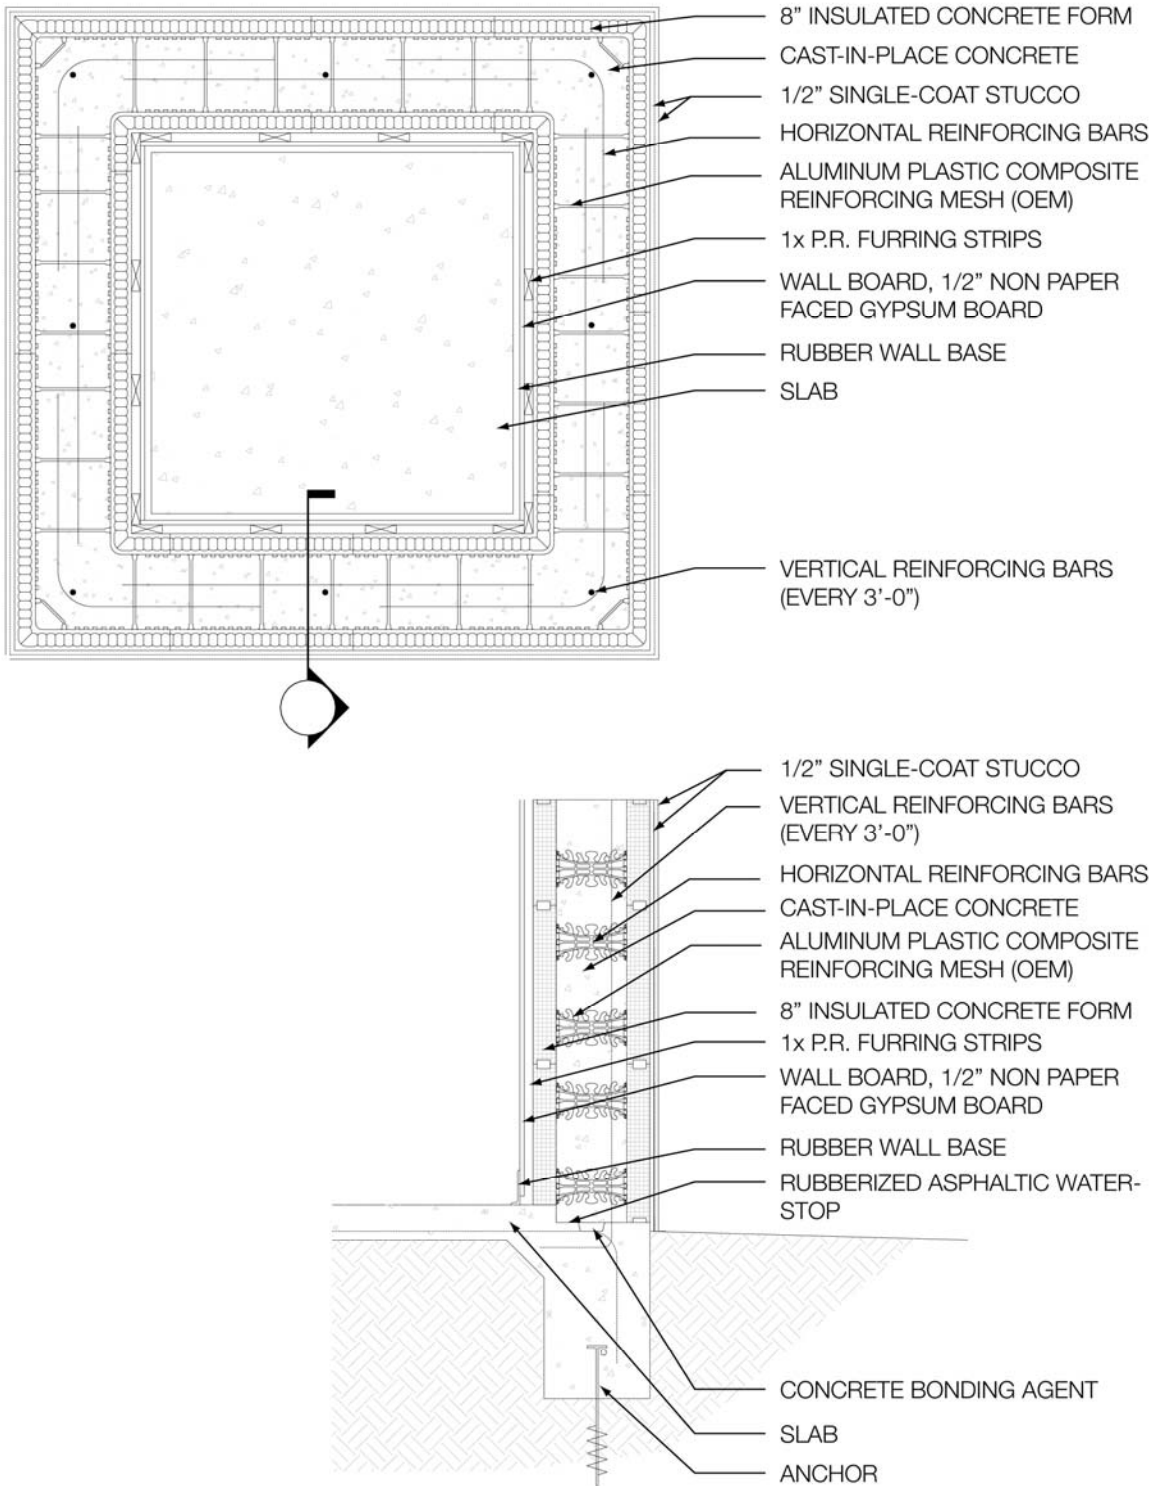 8” INSULATED CONCRETE FORM
CAST-IN-PLACE CONCRETE
1/2” SINGLE-COAT STUCCO
HORIZONTAL REINFORCING BARS
ALUMINUM PLASTIC COMPOSITE
REINFORCING MESH (OEM)
1x P.R. FURRING STRIPS
WALL BOARD, 1/2” NON PAPER
FACED GYPSUM BOARD
RUBBER WALL BASE
SLAB
VERTICAL REINFORCING BARS
(EVERY 3’-0”)
1/2” SINGLE-COAT STUCCO
VERTICAL REINFORCING BARS
(EVERY 3’-0”)
HORIZONTAL REINFORCING BARS
CAST-IN-PLACE CONCRETE
ALUMINUM PLASTIC COMPOSITE
REINFORCING MESH (OEM)
8” INSULATED CONCRETE FORM
1x P.R. FURRING STRIPS
WALL BOARD, 1/2” NON PAPER
FACED GYPSUM BOARD
RUBBER WALL BASE
RUBBERIZED ASPHALTIC WATER-
STOP
CONCRETE BONDING AGENT
SLAB
ANCHOR